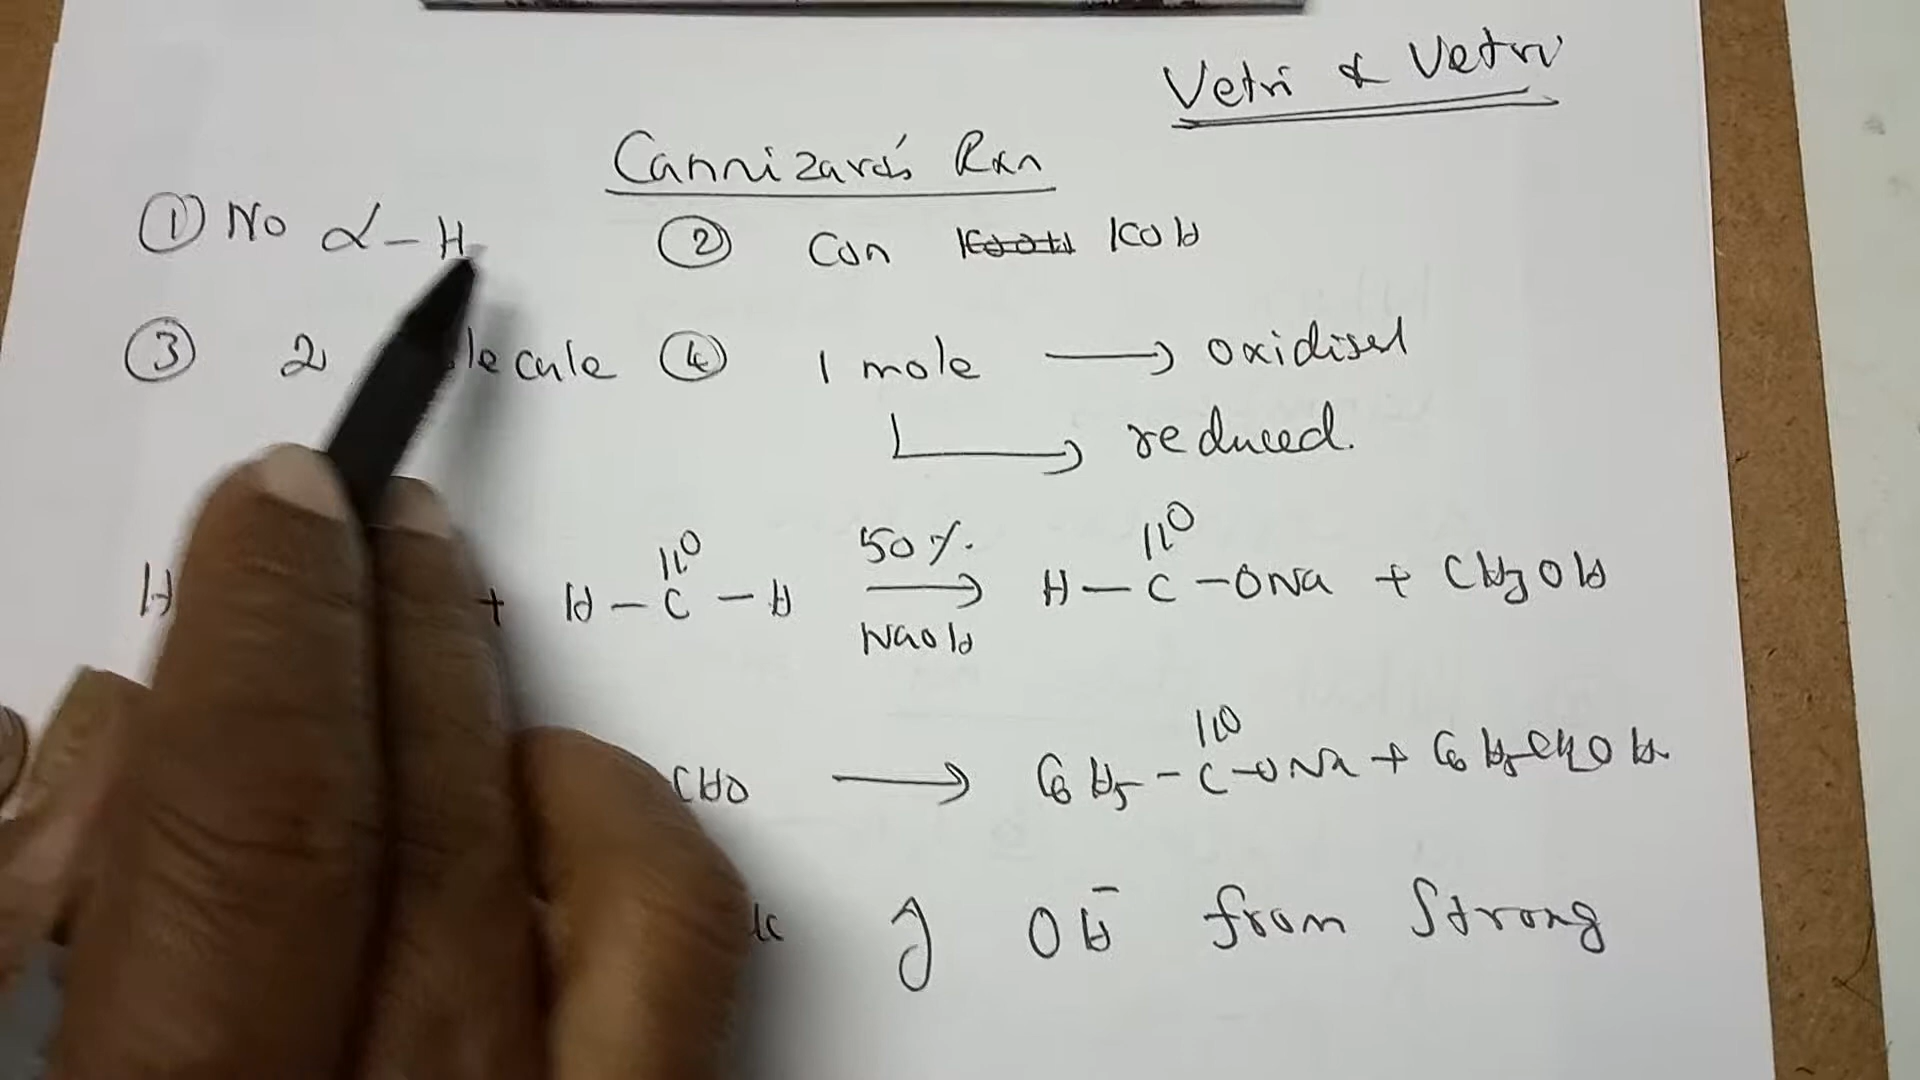 Vetri & Vetri
Cannizaro's Rxn
① No α-H ② Con KOH
③ 2 ④ 1 mole → oxidised
→ reduced.
O O
H + H - C - H 50% NaOH → H - C - ONa + CH3OH
O
CHO → C6H5 - C - ONa + C6H5CH2OH
OH⁻ from strong